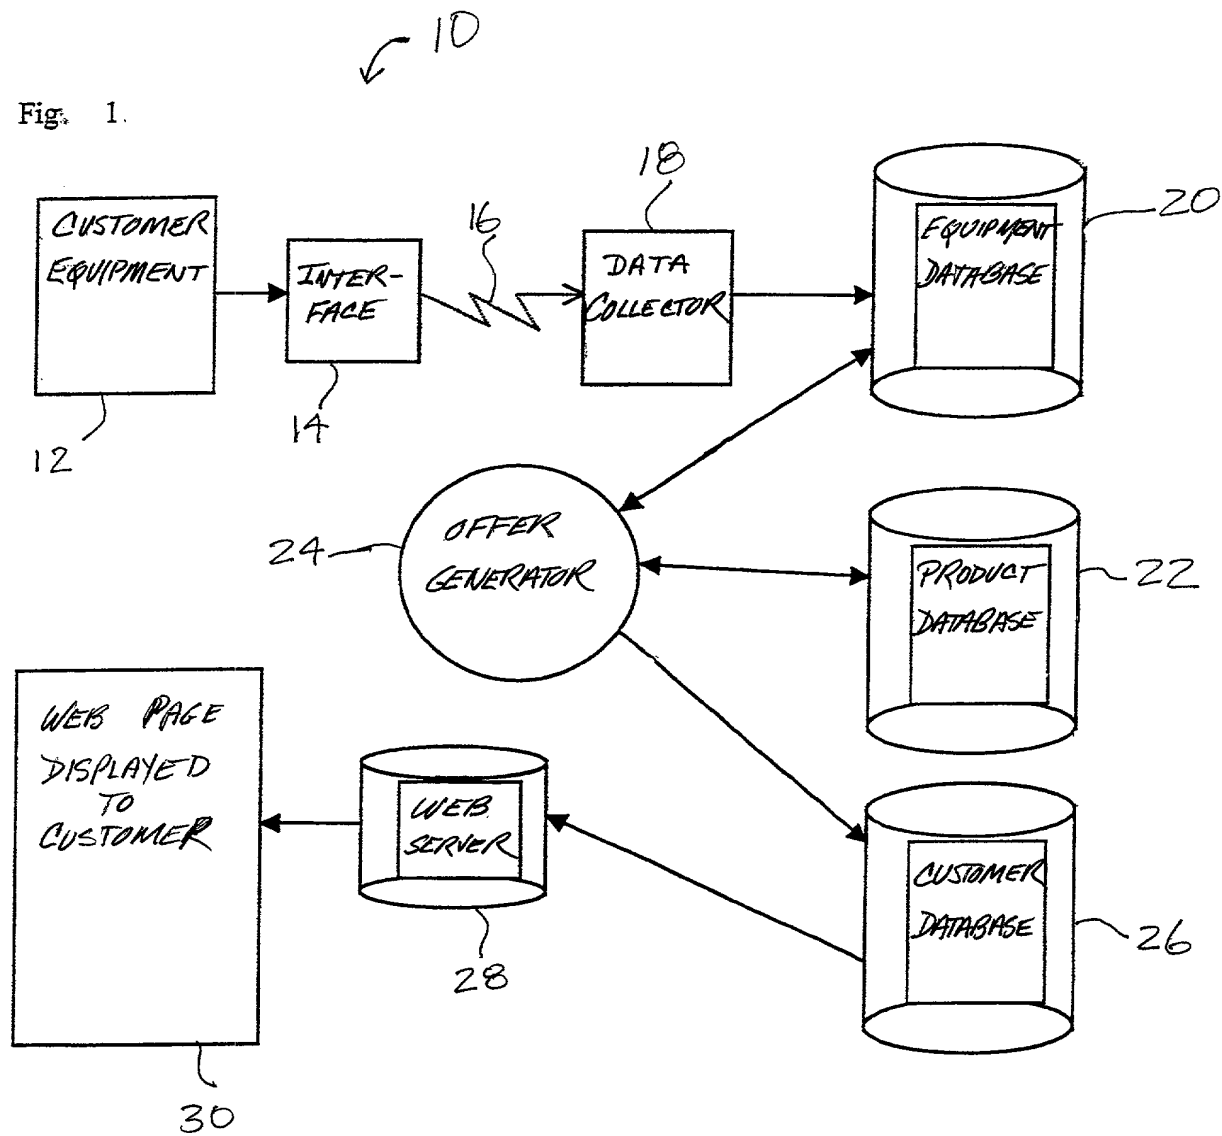 10
Fig. 1.
18
20
CUSTOMER
EQUIPMENT
16
INTER-
FACE
DATA
COLLECTOR
EQUIPMENT
DATABASE
12
14
24
OFFER
GENERATOR
PRODUCT
DATABASE
22
WEB PAGE
DISPLAYED
TO
CUSTOMER
WEB
SERVER
CUSTOMER
DATABASE
26
28
30